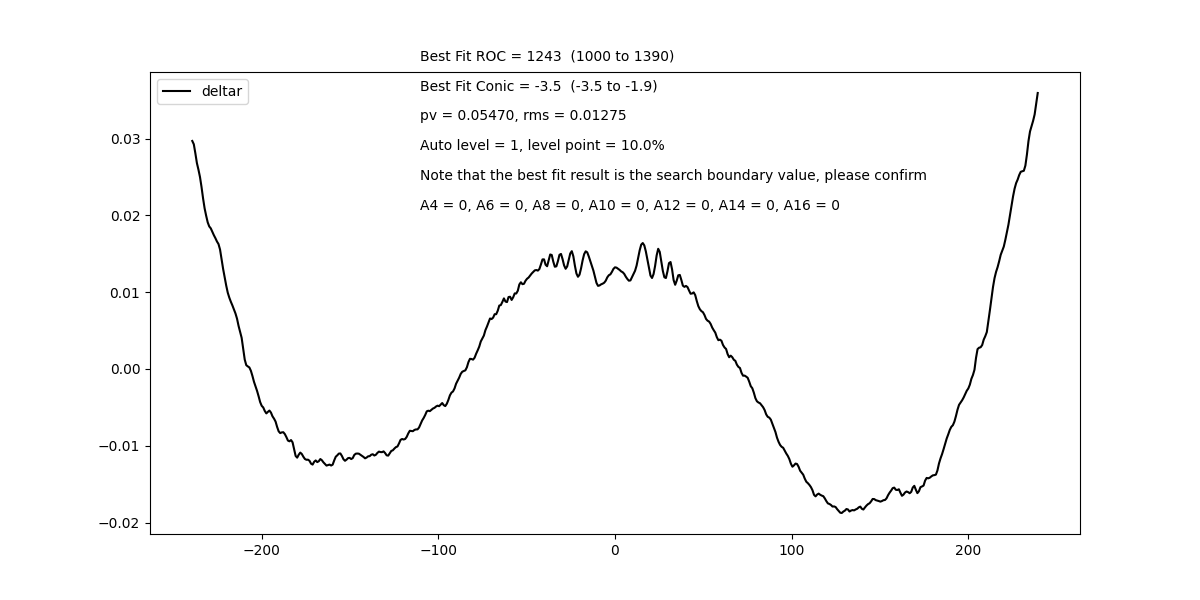 Best Fit ROC = 1243  (1000 to 1390)
Best Fit Conic = -3.5  (-3.5 to -1.9)
deltar
pv = 0.05470, rms = 0.01275
Auto level = 1, level point = 10.0%
Note that the best fit result is the search boundary value, please confirm
A4 = 0, A6 = 0, A8 = 0, A10 = 0, A12 = 0, A14 = 0, A16 = 0
0.03
0.02
0.01
0.00
−0.01
−0.02
−200 −100 0 100 200